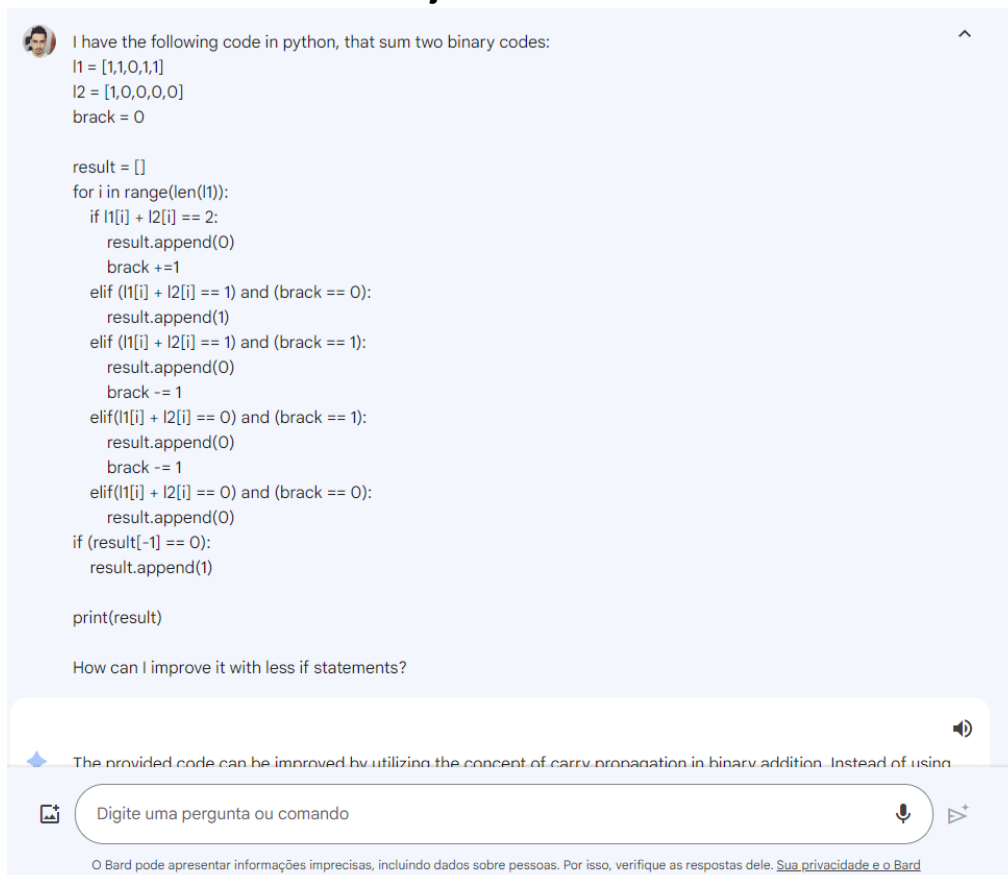 I have the following code in python, that sum two binary codes:
l1 = [1,1,0,1,1]
l2 = [1,0,0,0,0]
brack = 0
result = []
for i in range(len(l1)):
if l1[i] + l2[i] == 2:
result.append(0)
brack +=1
elif (l1[i] + l2[i] == 1) and (brack == 0):
result.append(1)
elif (l1[i] + l2[i] == 1) and (brack == 1):
result.append(0)
brack -= 1
elif(l1[i] + l2[i] == 0) and (brack == 1):
result.append(0)
brack -= 1
elif(l1[i] + l2[i] == 0) and (brack == 0):
result.append(0)
if (result[-1] == 0):
result.append(1)
print(result)
How can I improve it with less if statements?
The provided code can be improved by utilizing the concept of carry propagation in binary addition. Instead of using
Digite uma pergunta ou comando
O Bard pode apresentar informações imprecisas, incluindo dados sobre pessoas. Por isso, verifique as respostas dele. Sua privacidade e o Bard